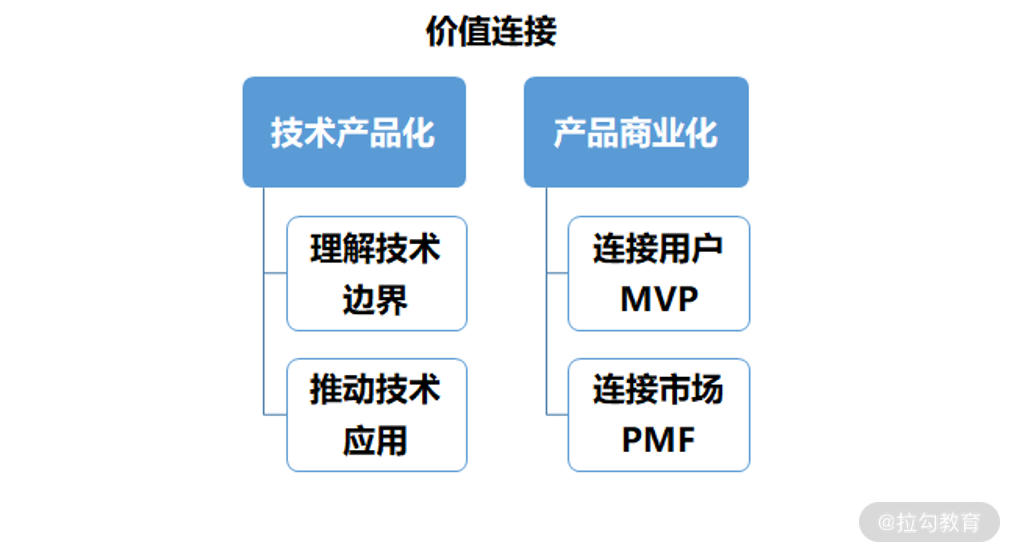 价值连接
技术产品化
理解技术
边界
推动技术
应用
产品商业化
连接用户
MVP
连接市场
PMF
@拉勾教育